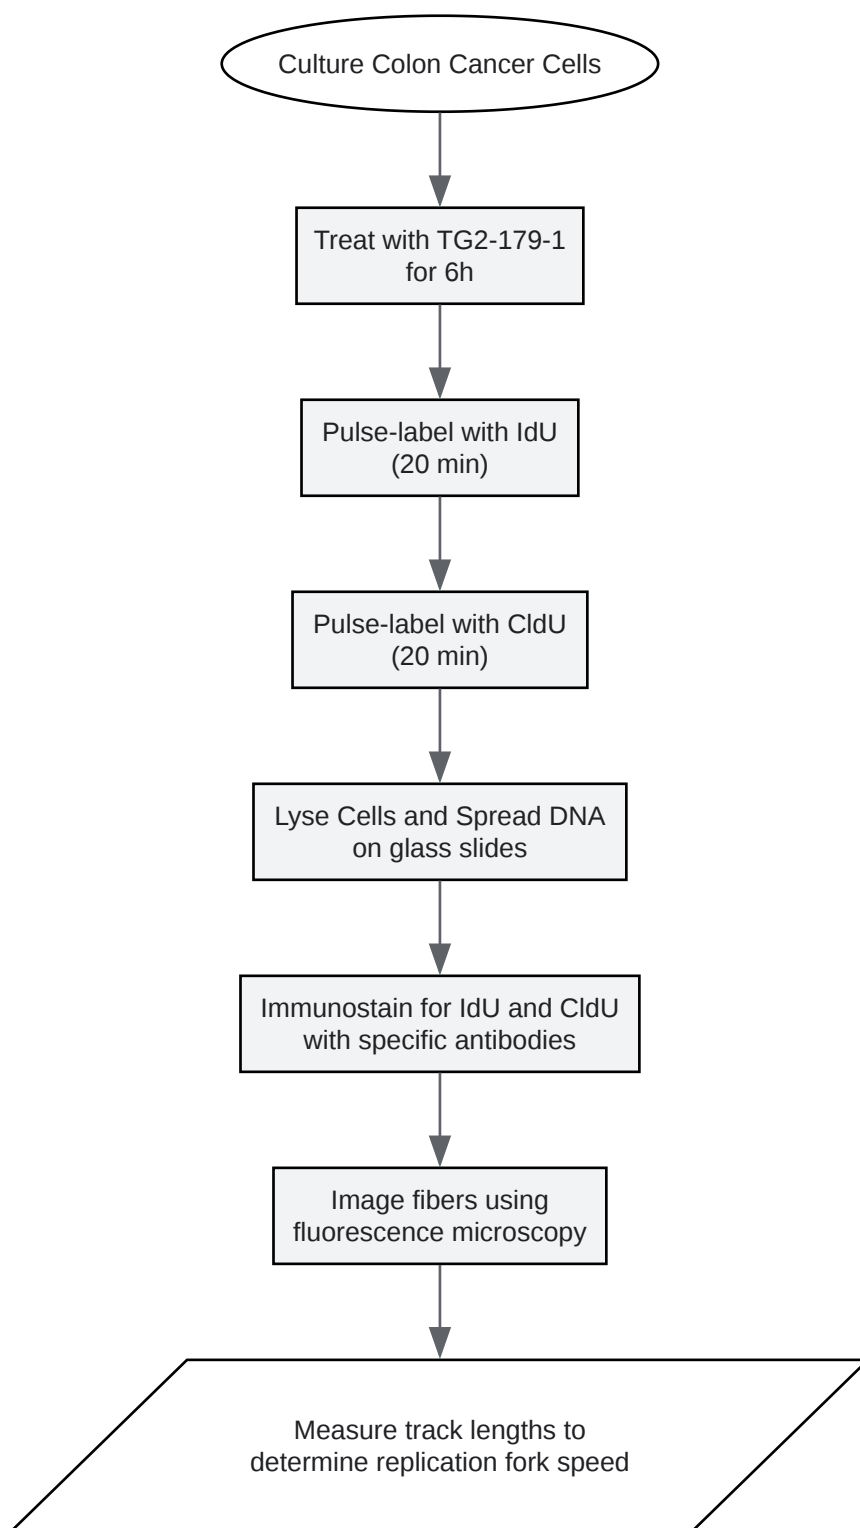 Culture Colon Cancer Cells
Treat with TG2-179-1
for 6h
Pulse-label with IdU
(20 min)
Pulse-label with CldU
(20 min)
Lyse Cells and Spread DNA
on glass slides
Immunostain for IdU and CldU
with specific antibodies
Image fibers using
fluorescence microscopy
Measure track lengths to
determine replication fork speed